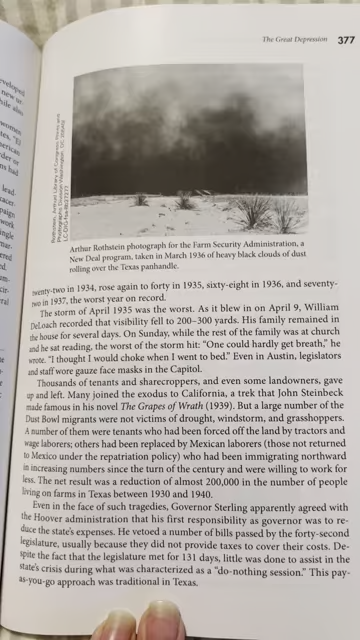 The Great Depression 377
Rothstein, Arthur. Library of Congress Prints and
Photographs Division Washington, DC 20540
Arthur Rothstein photograph for the Farm Security Administration, a
New Deal program, taken in March 1936 of heavy black clouds of dust
rolling over the Texas panhandle.
twenty-two in 1934, rose again to forty in 1935, sixty-eight in 1936, and seventy-
two in 1937, the worst year on record.
The storm of April 1935 was the worst. As it blew in on April 9, William
DeLoach recorded that visibility fell to 200–300 yards. His family remained in
the house for several days. On Sunday, while the rest of the family was at church
and he sat reading, the worst of the storm hit: “One could hardly get breath,” he
wrote. “I thought I would choke when I went to bed.” Even in Austin, legislators
and staff wore gauze face masks in the Capitol.
Thousands of tenants and sharecroppers, and even some landowners, gave
up and left. Many joined the exodus to California, a trek that John Steinbeck
made famous in his novel The Grapes of Wrath (1939). But a large number of the
Dust Bowl migrants were not victims of drought, windstorm, and grasshoppers.
A number of them were tenants who had been forced off the land by tractors and
wage laborers; others had been replaced by Mexican laborers (those not returned
to Mexico under the repatriation policy) who had been immigrating northward
in increasing numbers since the turn of the century and were willing to work for
less. The net result was a reduction of almost 200,000 in the number of people
living on farms in Texas between 1930 and 1940.
Even in the face of such tragedies, Governor Sterling apparently agreed with
the Hoover administration that his first responsibility as governor was to re-
duce the state’s expenses. He vetoed a number of bills passed by the forty-second
legislature, usually because they did not provide taxes to cover their costs. De-
spite the fact that the legislature met for 131 days, little was done to assist in the
state’s crisis during what was characterized as a “do-nothing session.” This pay-
as-you-go approach was traditional in Texas.